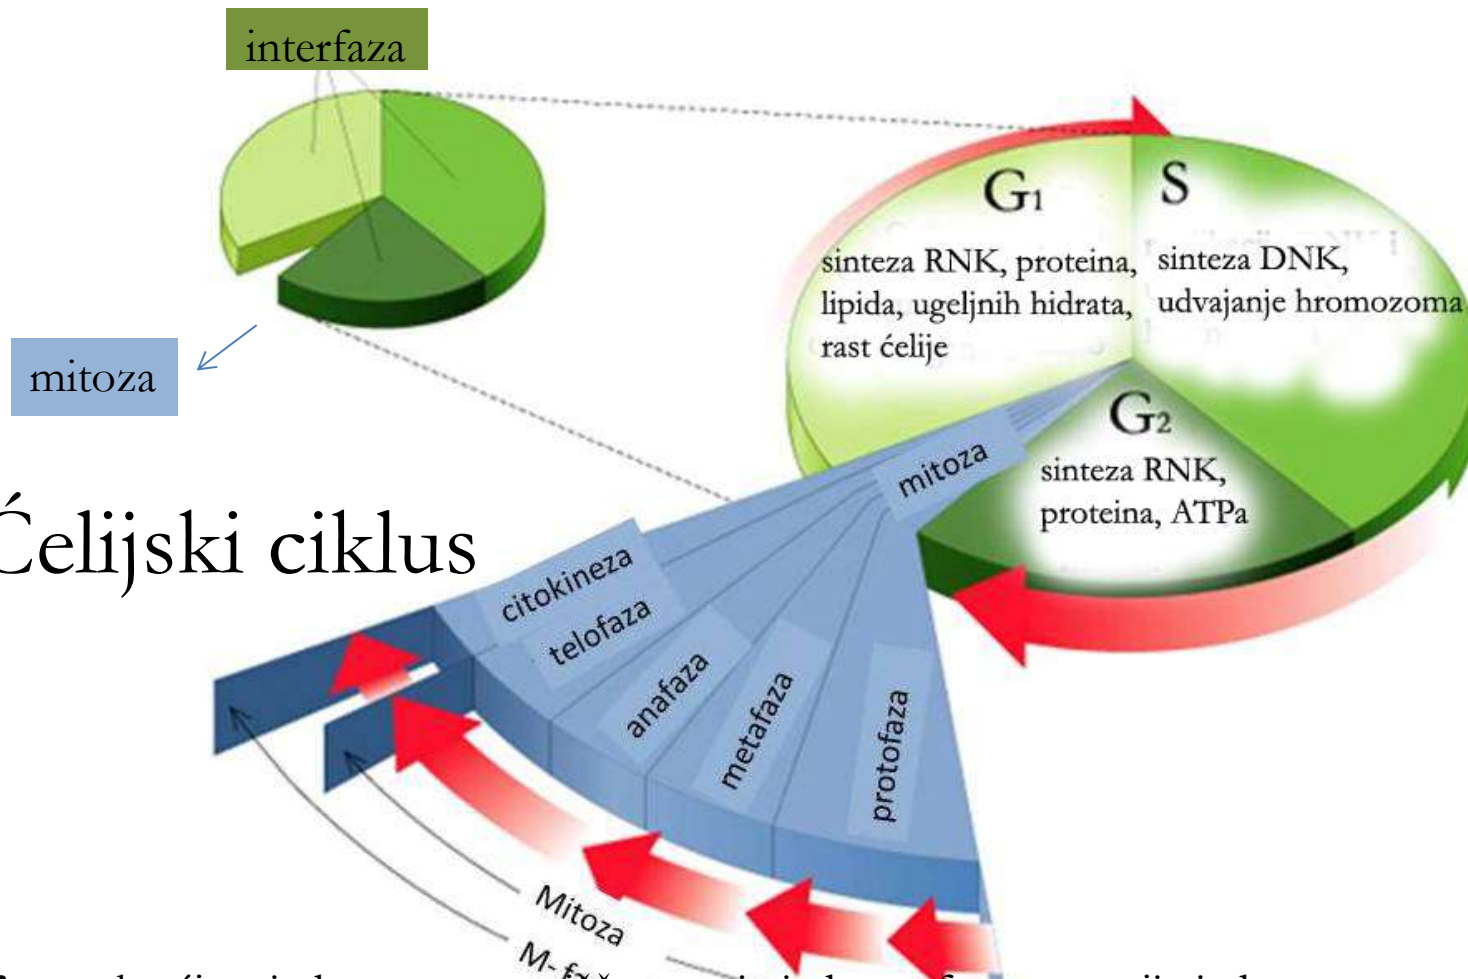 interfaza
G1
sinteza RNK, proteina,
lipida, ugeljnih hidrata,
rast ćelije
S
sinteza DNK,
udvajanje hromozoma
mitoza
G2
sinteza RNK,
proteina, ATPa
mitoza
Ćelijski ciklus
citokineza
telofaza
anafaza
metafaza
protofaza
Mitoza
M-